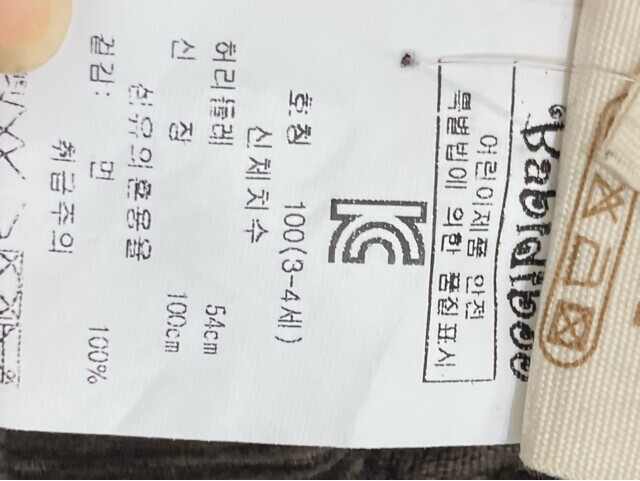 어린이제품 안전
특별법에 의한 품질표시
KC
호칭 100(3-4세)
신체치수
허리둘레 54cm
신 장 100cm
섬유의혼용율
겉감: 면 100%
취급주의